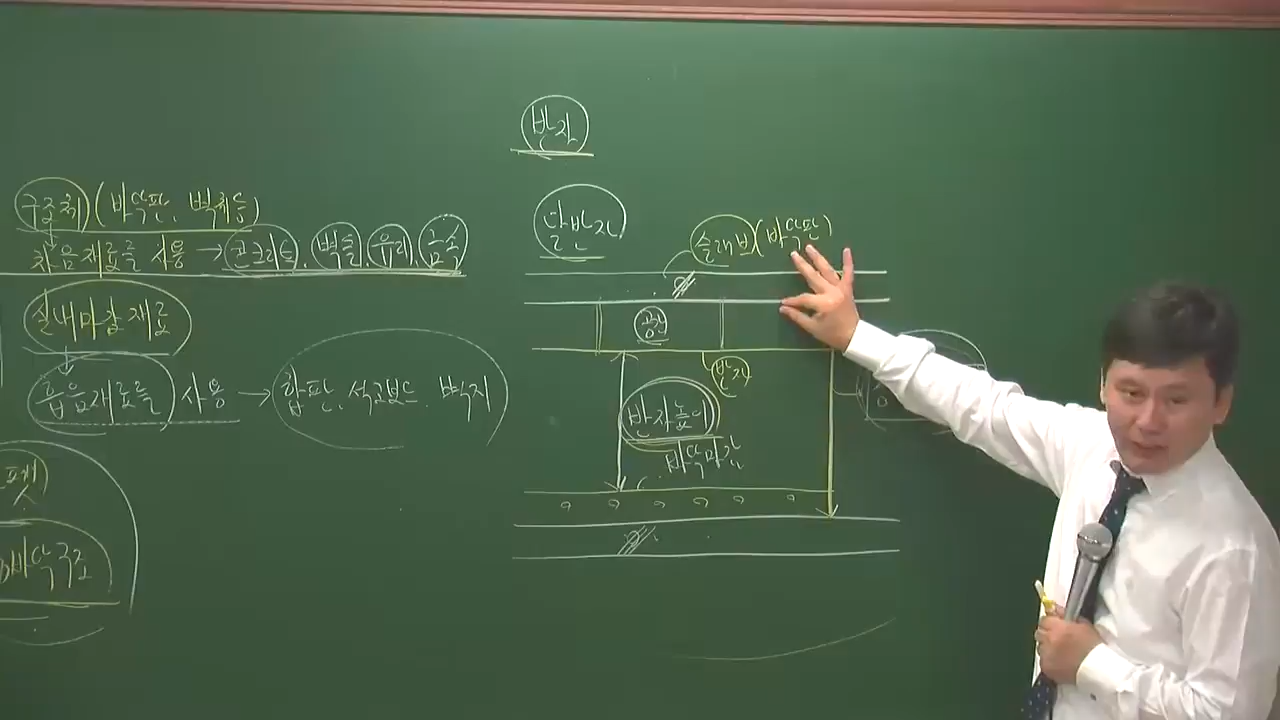 반자
구조체 (바닥판, 벽체 등)
차음재료를 사용 → 콘크리트, 벽돌, 유리, 금속
실내마감재료
흡음재료를 사용 → 합판, 석고보드, 벽지
바닥구조
달반자
슬래브 (바닥판)
공간
반자
반자높이
바닥마감